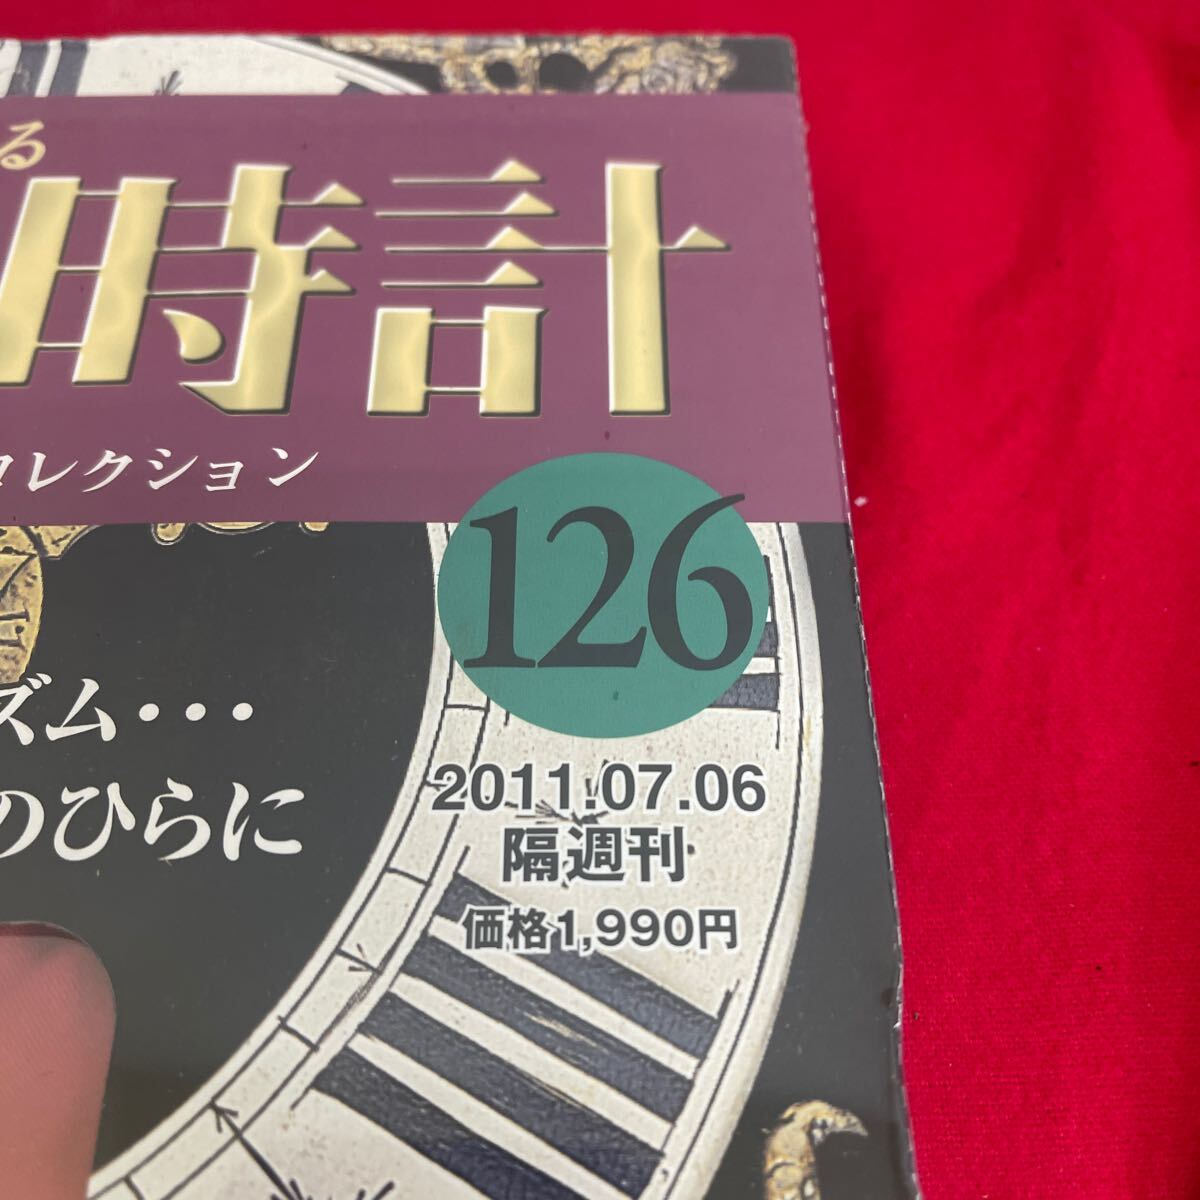 る
時計
コレクション
126
ズム・・・
のひらに
2011.07.06
隔週刊
価格1,990円